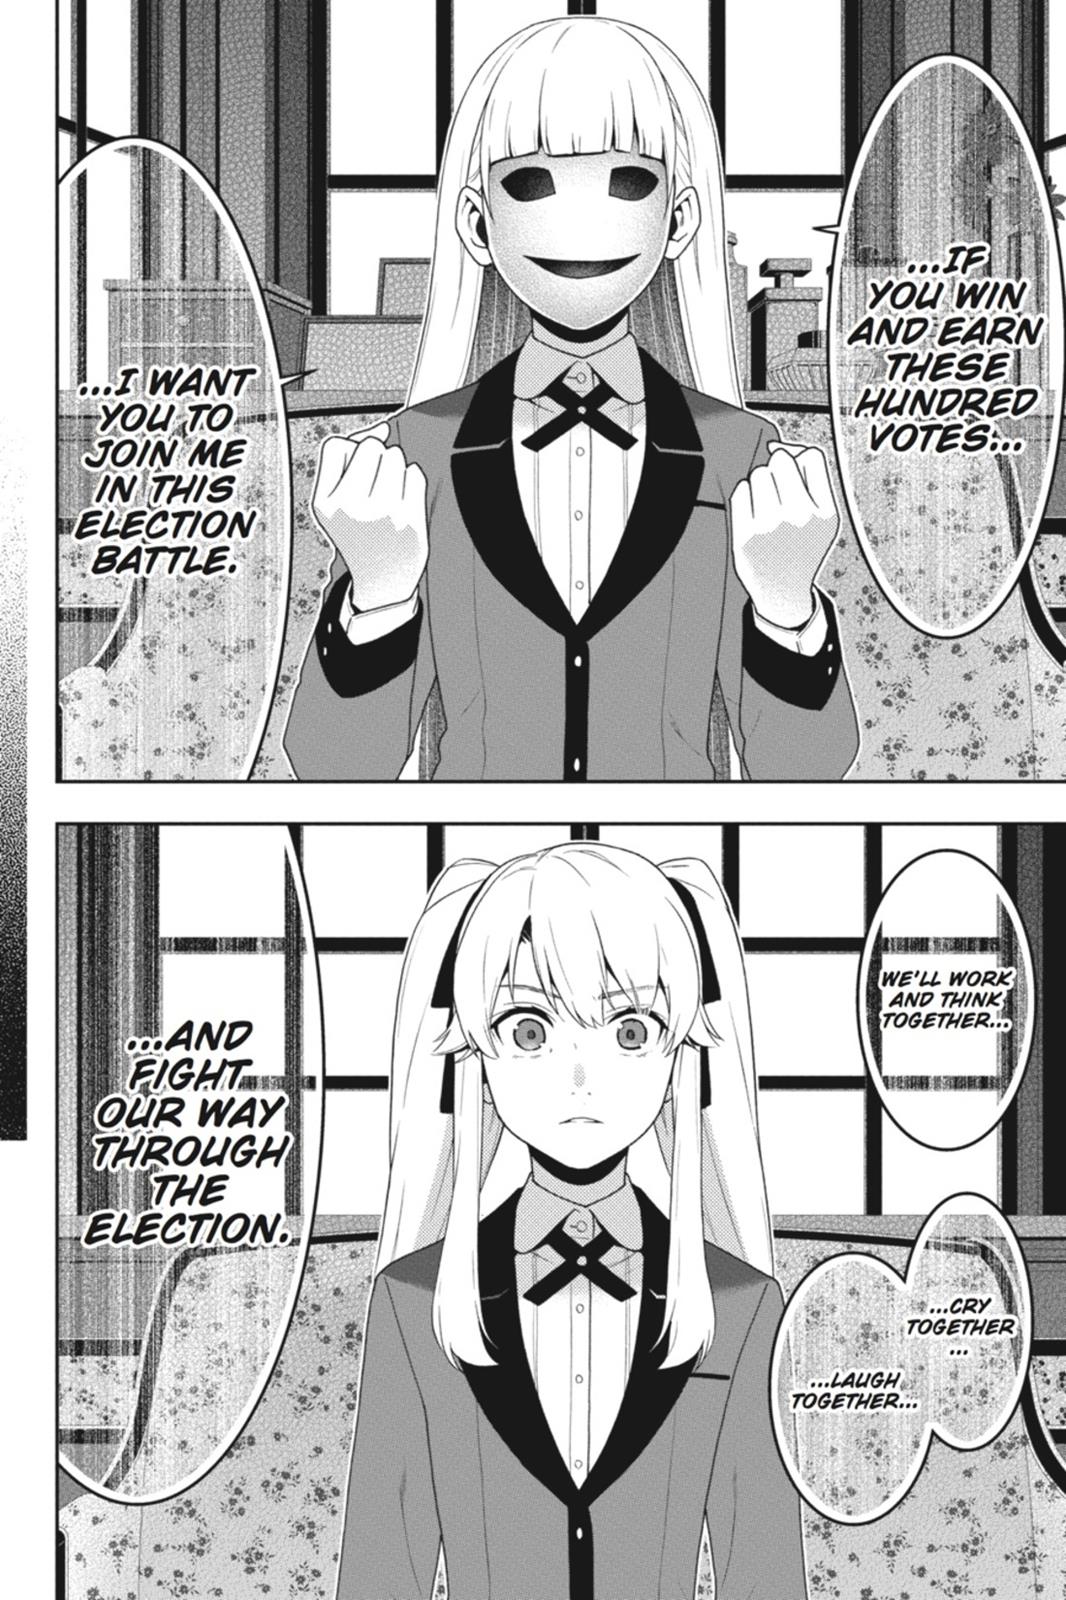 ...IF
YOU WIN
AND EARN
THESE
HUNDRED
VOTES...
...I WANT
YOU TO
JOIN ME
IN THIS
ELECTION
BATTLE.
WE'LL WORK
AND THINK
TOGETHER...
...CRY
TOGETHER
...
...LAUGH
TOGETHER...
...AND
FIGHT
OUR WAY
THROUGH
THE
ELECTION.